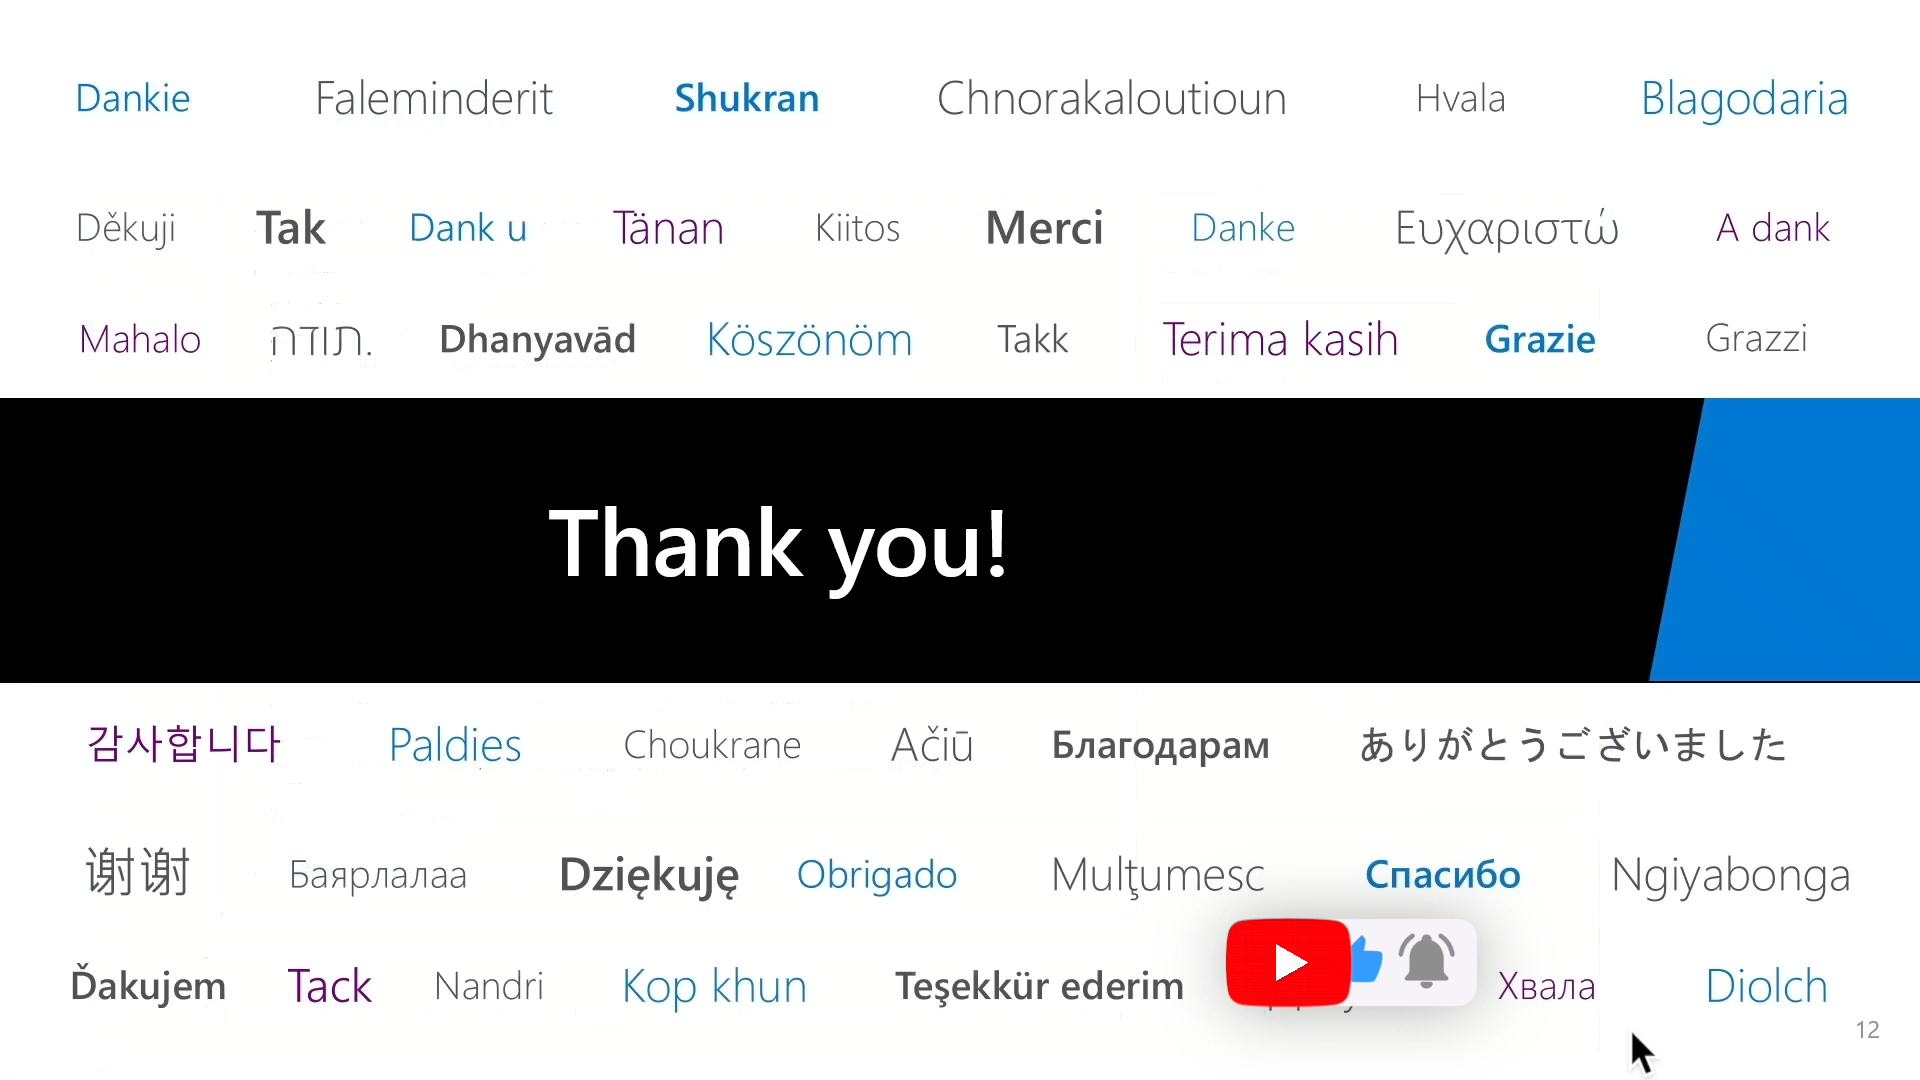 Dankie Faleminderit Shukran Chnorakaloutioun Hvala Blagodaria
Děkuji Tak Dank u Tänan Kiitos Merci Danke Ευχαριστώ A dank
Mahalo תודה. Dhanyavād Köszönöm Takk Terima kasih Grazie Grazzi
Thank you!
감사합니다 Paldies Choukrane Ačiū Благодарам ありがとうございました
谢谢 Баярлалаа Dziękuję Obrigado Mulţumesc Спасибо Ngiyabonga
Ďakujem Tack Nandri Kop khun Teşekkür ederim Хвала Diolch
12